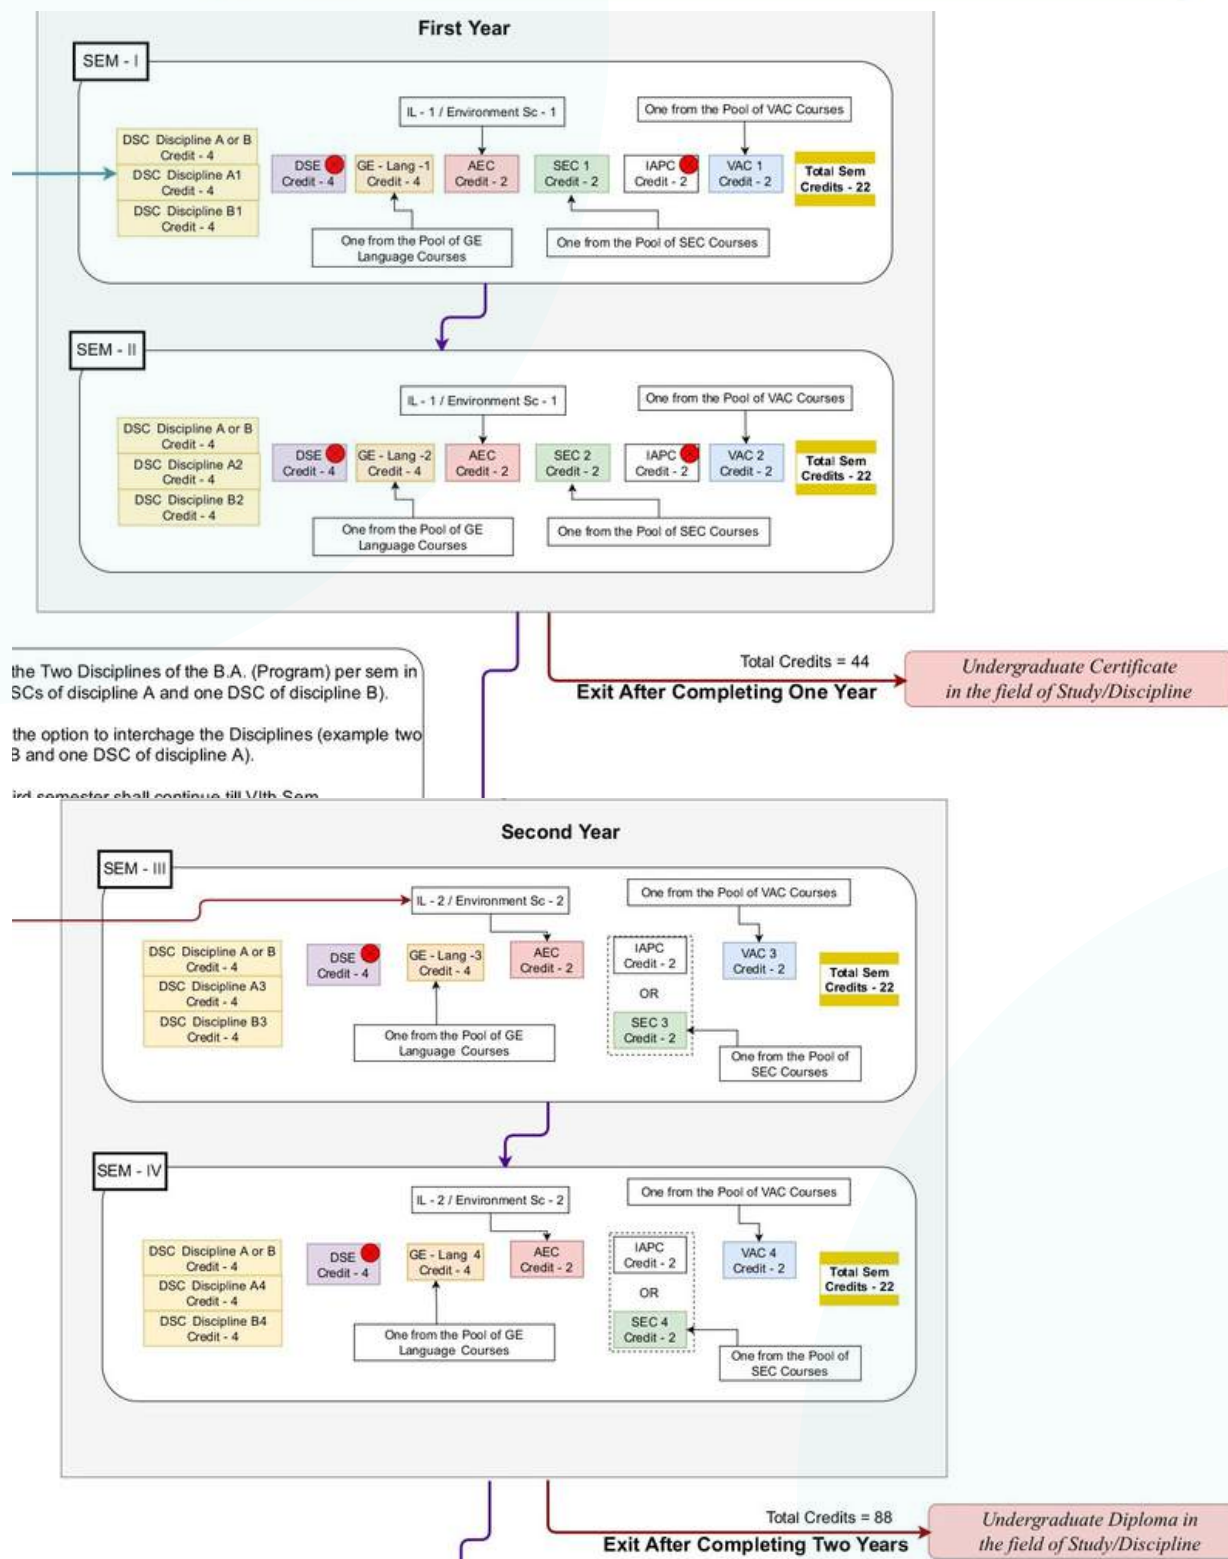 First Year
SEM - I
IL - 1 / Environment Sc - 1
One from the Pool of VAC Courses
DSC Discipline A or B
Credit - 4
DSC Discipline A1
Credit - 4
DSC Discipline B1
Credit - 4
DSE
Credit - 4
GE - Lang -1
Credit - 4
AEC
Credit - 2
SEC 1
Credit - 2
IAPC
Credit - 2
VAC 1
Credit - 2
Total Sem
Credits - 22
One from the Pool of GE
Language Courses
One from the Pool of SEC Courses
SEM - II
IL - 1 / Environment Sc - 1
One from the Pool of VAC Courses
DSC Discipline A or B
Credit - 4
DSC Discipline A2
Credit - 4
DSC Discipline B2
Credit - 4
DSE
Credit - 4
GE - Lang -2
Credit - 4
AEC
Credit - 2
SEC 2
Credit - 2
IAPC
Credit - 2
VAC 2
Credit - 2
Total Sem
Credits - 22
One from the Pool of GE
Language Courses
One from the Pool of SEC Courses
the Two Disciplines of the B.A. (Program) per sem in
SCs of discipline A and one DSC of discipline B).
the option to interchage the Disciplines (example two
B and one DSC of discipline A).
ird semester shall continue till VIth Sem
Total Credits = 44
Exit After Completing One Year
Undergraduate Certificate
in the field of Study/Discipline
Second Year
SEM - III
IL - 2 / Environment Sc - 2
One from the Pool of VAC Courses
DSC Discipline A or B
Credit - 4
DSC Discipline A3
Credit - 4
DSC Discipline B3
Credit - 4
DSE
Credit - 4
GE - Lang -3
Credit - 4
AEC
Credit - 2
IAPC
Credit - 2
OR
SEC 3
Credit - 2
VAC 3
Credit - 2
Total Sem
Credits - 22
One from the Pool of GE
Language Courses
One from the Pool of
SEC Courses
SEM - IV
IL - 2 / Environment Sc - 2
One from the Pool of VAC Courses
DSC Discipline A or B
Credit - 4
DSC Discipline A4
Credit - 4
DSC Discipline B4
Credit - 4
DSE
Credit - 4
GE - Lang 4
Credit - 4
AEC
Credit - 2
IAPC
Credit - 2
OR
SEC 4
Credit - 2
VAC 4
Credit - 2
Total Sem
Credits - 22
One from the Pool of GE
Language Courses
One from the Pool of
SEC Courses
Total Credits = 88
Exit After Completing Two Years
Undergraduate Diploma in
the field of Study/Discipline